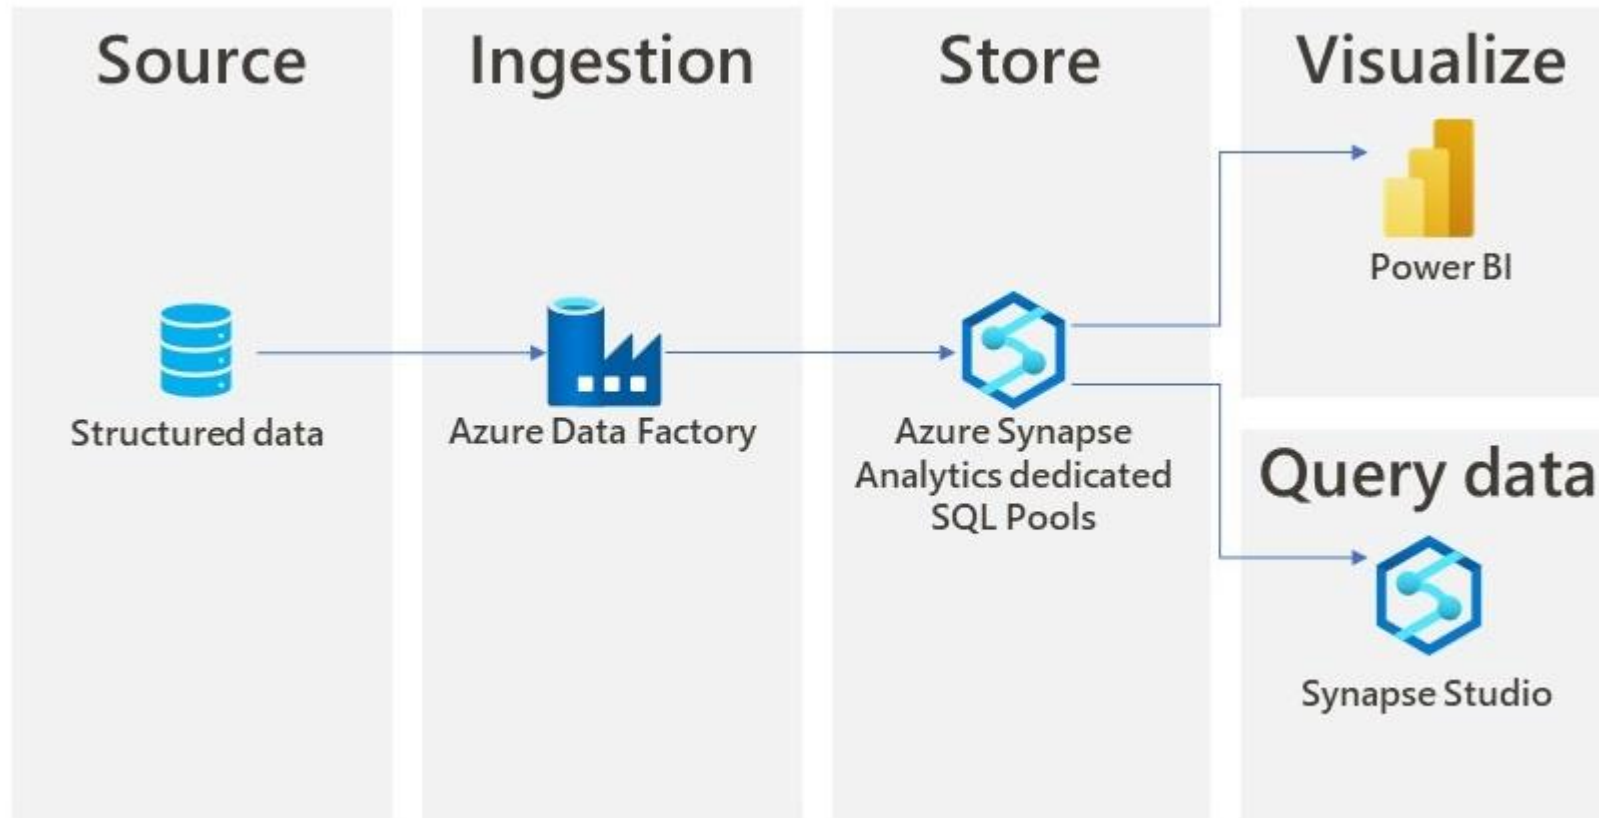 Source
Structured data
Ingestion
Azure Data Factory
Store
Azure Synapse
Analytics dedicated
SQL Pools
Visualize
Power BI
Query data
Synapse Studio